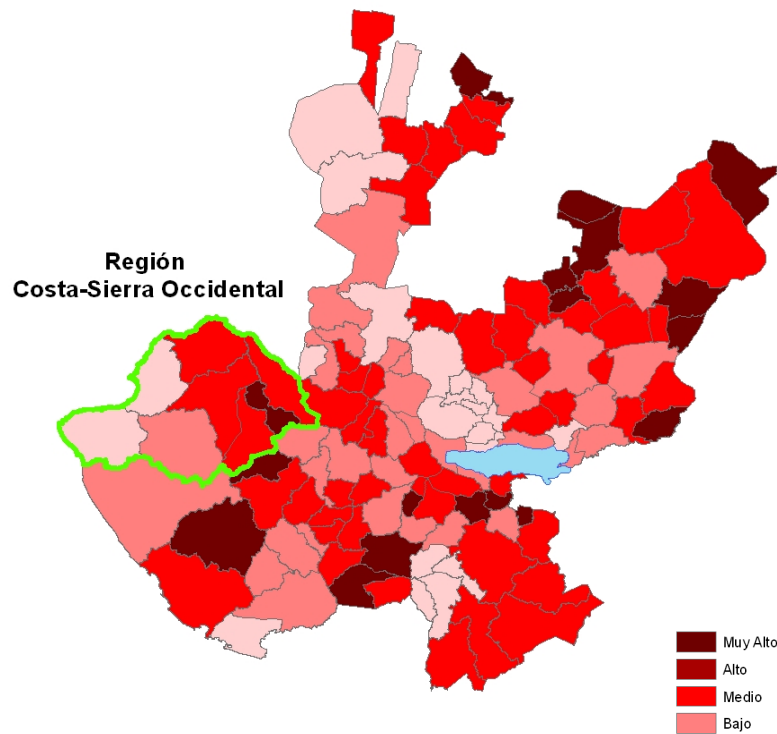 Región
Costa-Sierra Occidental
Muy Alto
Alto
Medio
Bajo